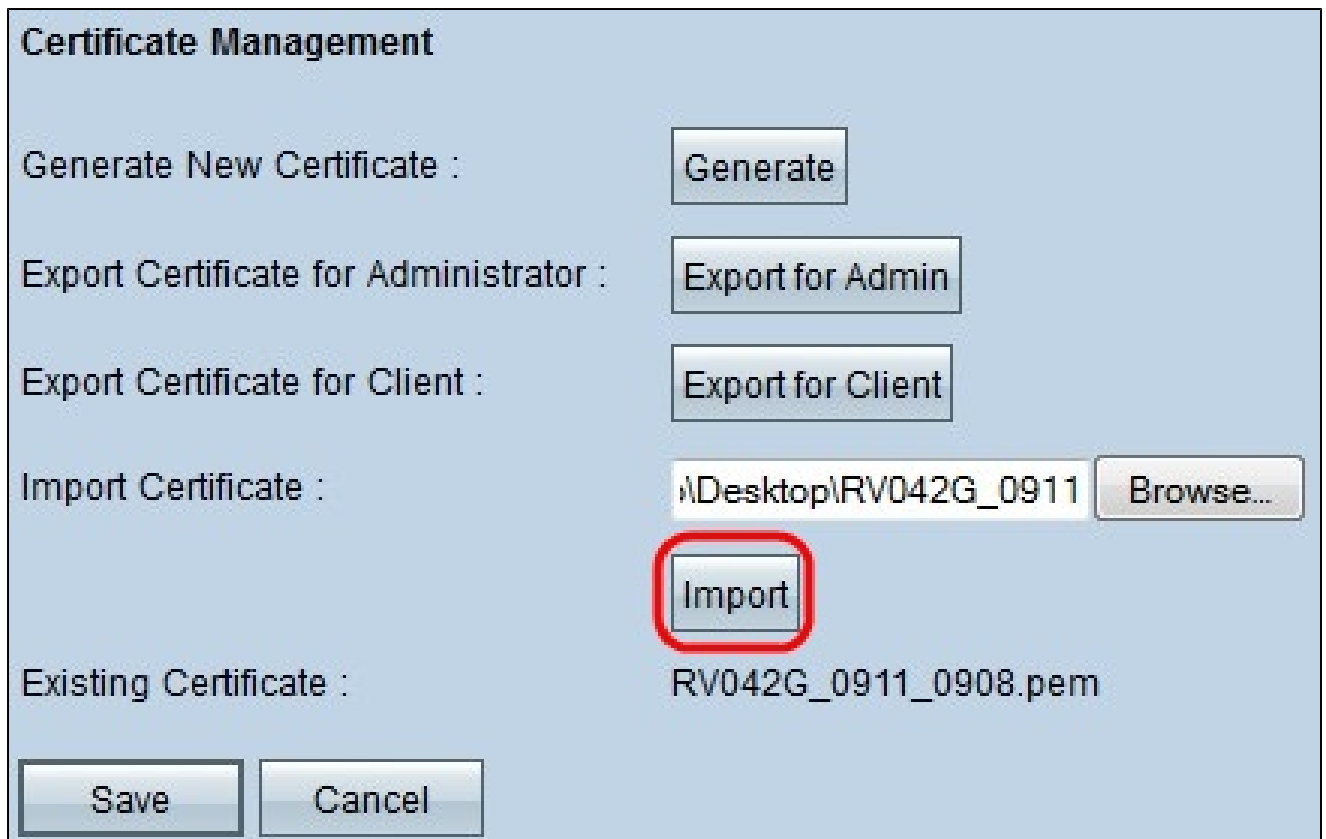 Certificate Management
Generate New Certificate : Generate
Export Certificate for Administrator : Export for Admin
Export Certificate for Client : Export for Client
Import Certificate : \Desktop\RV042G_0911 Browse...
Import
Existing Certificate : RV042G_0911_0908.pem
Save Cancel